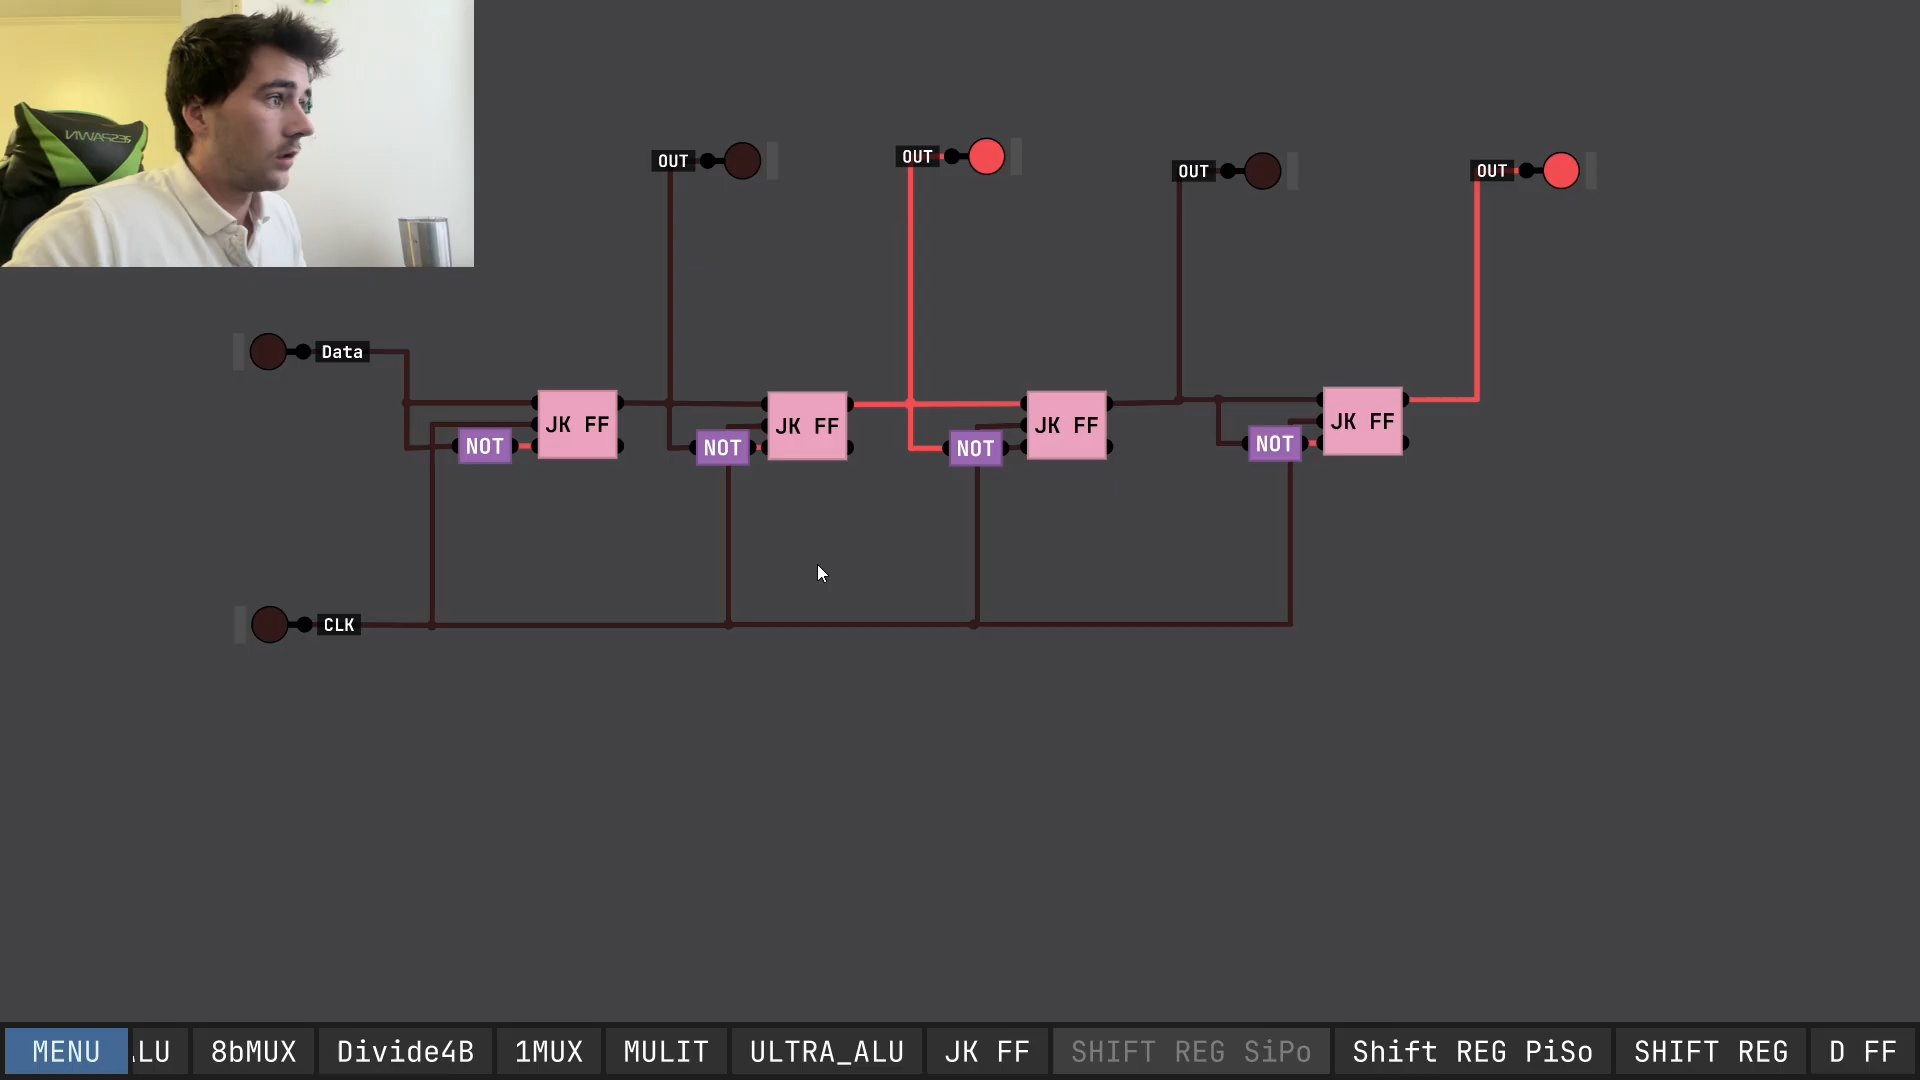 OUT
OUT
OUT
OUT
Data
JK FF
NOT
JK FF
NOT
JK FF
NOT
JK FF
NOT
CLK
MENU
LU
8bMUX
Divide4B
1MUX
MULIT
ULTRA_ALU
JK FF
SHIFT REG SiPo
Shift REG PiSo
SHIFT REG
D FF